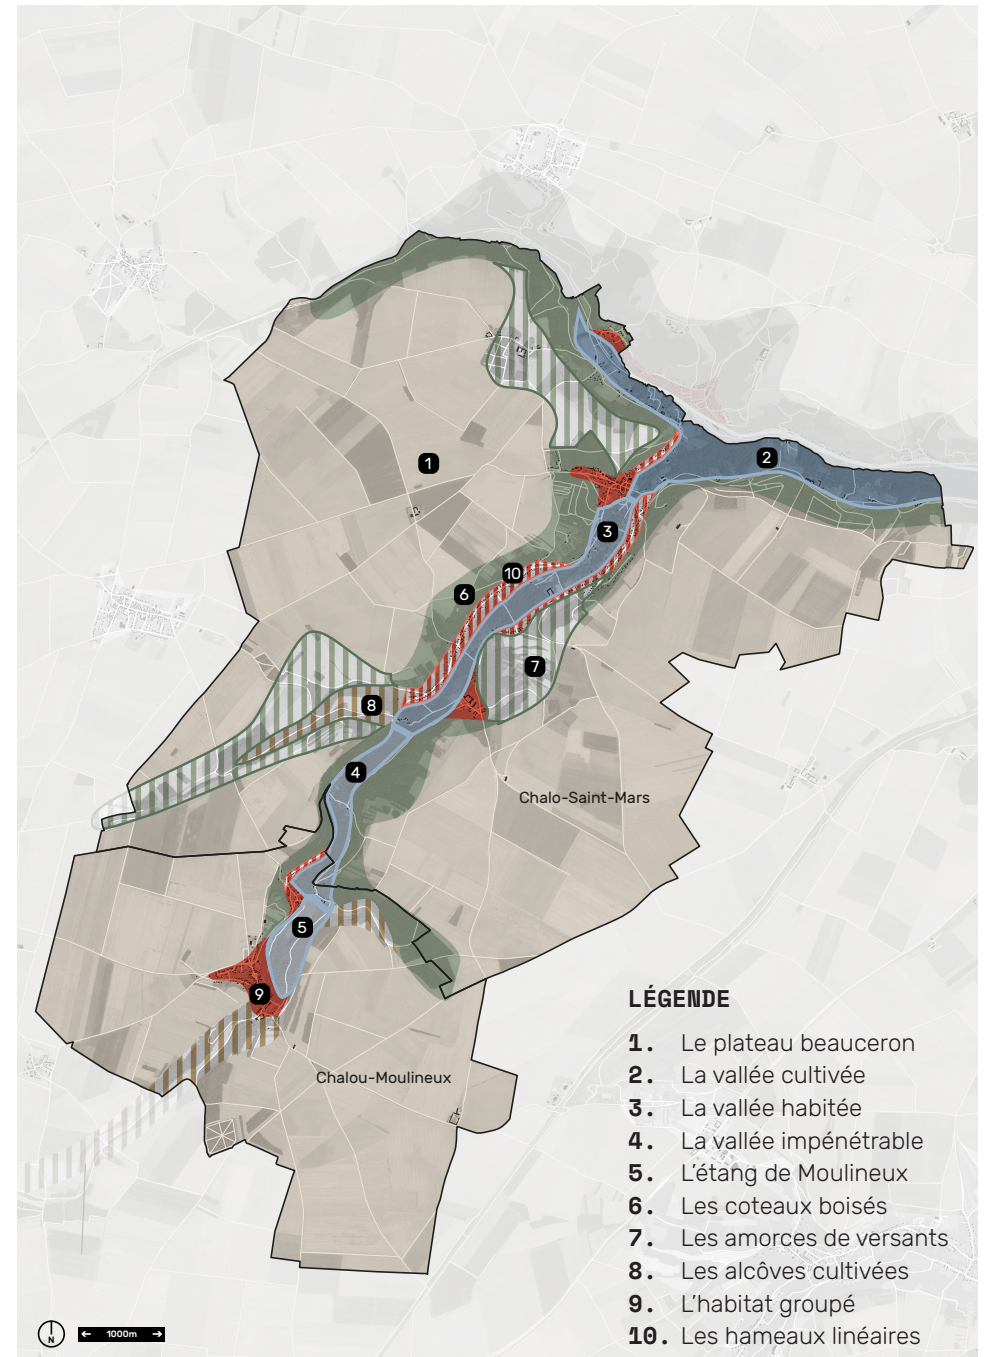 1
2
3
10
6
7
8
4
Chalo-Saint-Mars
5
9
Chalou-Moulineux
LÉGENDE
1. Le plateau beauceron
2. La vallée cultivée
3. La vallée habitée
4. La vallée impénétrable
5. L'étang de Moulineux
6. Les coteaux boisés
7. Les amorces de versants
8. Les alcôves cultivées
9. L'habitat groupé
10. Les hameaux linéaires
N
← 1000m →